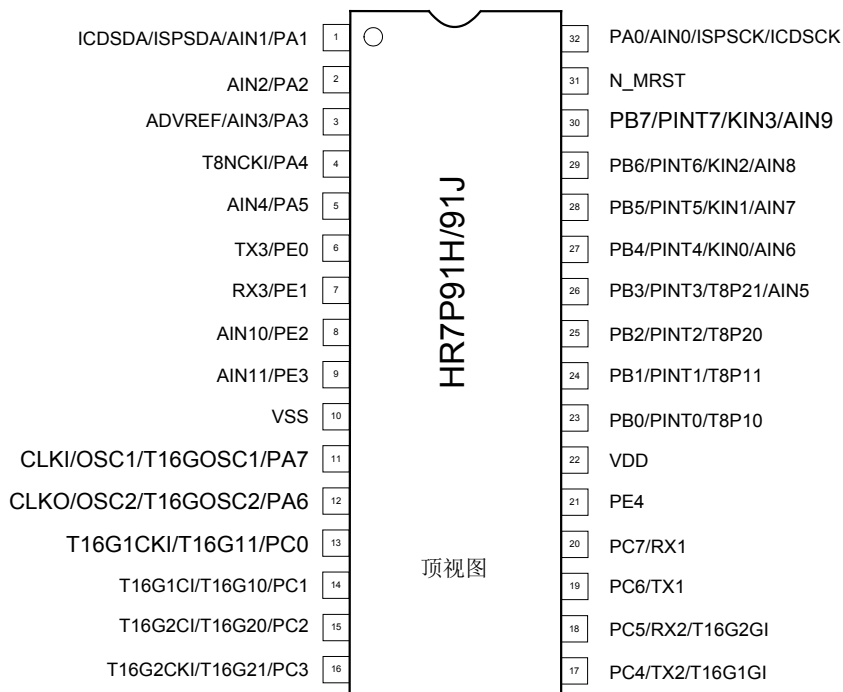 ICDSDA/ISPSDA/AIN1/PA1 1 32 PA0/AIN0/ISPSCK/ICDSCK
AIN2/PA2 2 31 N_MRST
ADVREF/AIN3/PA3 3 30 PB7/PINT7/KIN3/AIN9
T8NCKI/PA4 4 29 PB6/PINT6/KIN2/AIN8
AIN4/PA5 5 28 PB5/PINT5/KIN1/AIN7
TX3/PE0 6 27 PB4/PINT4/KIN0/AIN6
RX3/PE1 7 26 PB3/PINT3/T8P21/AIN5
AIN10/PE2 8 25 PB2/PINT2/T8P20
AIN11/PE3 9 24 PB1/PINT1/T8P11
VSS 10 23 PB0/PINT0/T8P10
CLKI/OSC1/T16GOSC1/PA7 11 22 VDD
CLKO/OSC2/T16GOSC2/PA6 12 21 PE4
T16G1CKI/T16G11/PC0 13 20 PC7/RX1
T16G1CI/T16G10/PC1 14 19 PC6/TX1
T16G2CI/T16G20/PC2 15 18 PC5/RX2/T16G2GI
T16G2CKI/T16G21/PC3 16 17 PC4/TX2/T16G1GI
HR7P91H/91J
顶视图